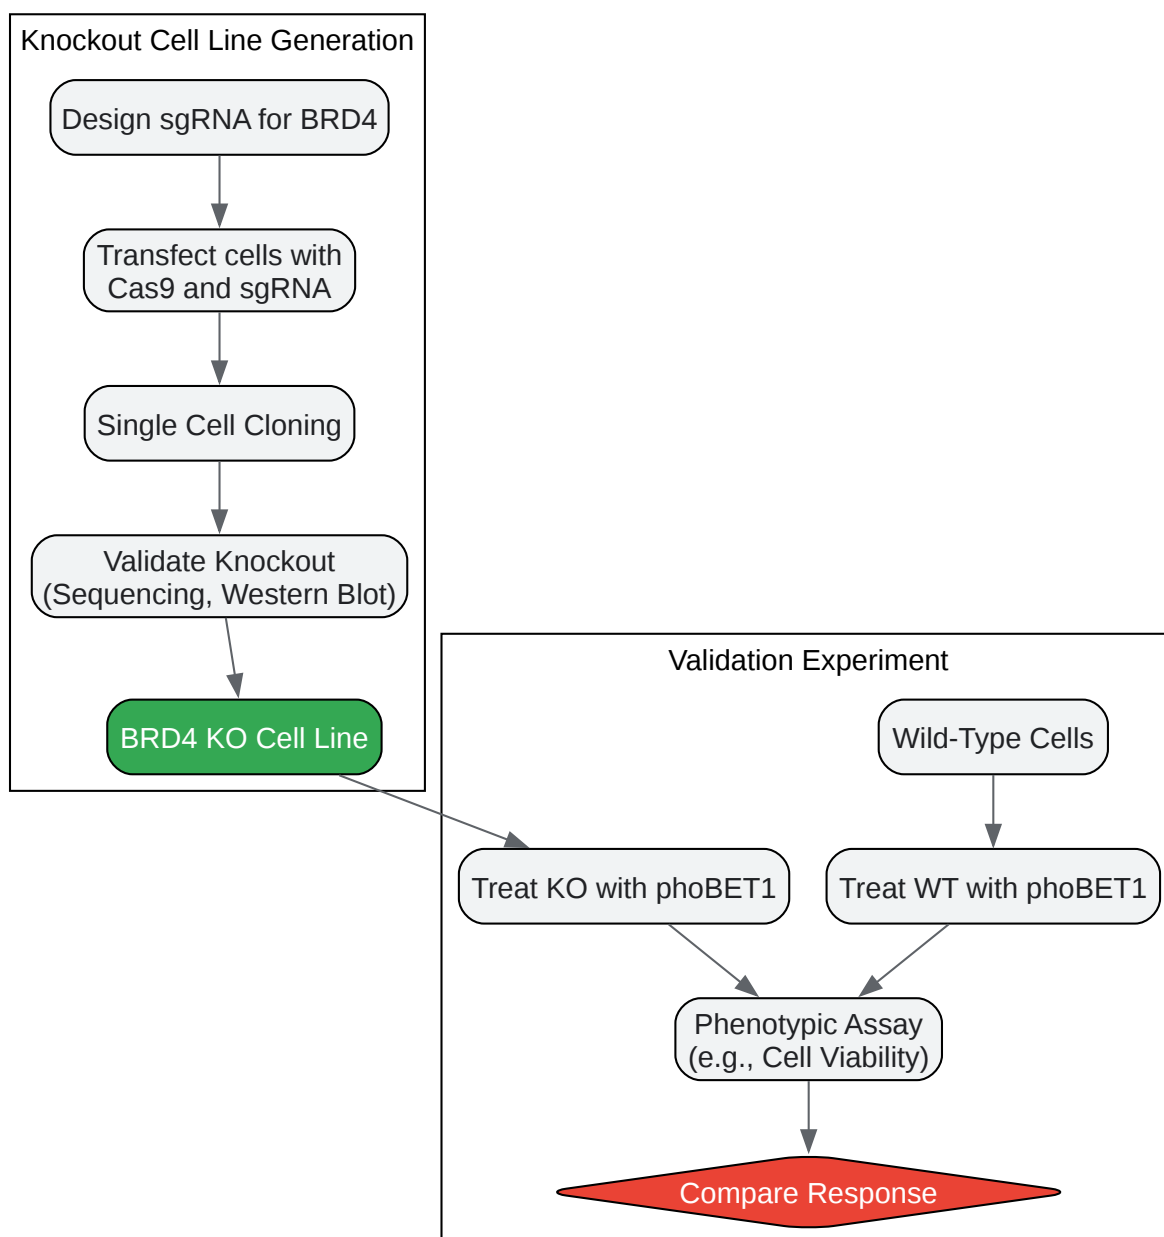 Knockout Cell Line Generation
Design sgRNA for BRD4
Transfect cells with
Cas9 and sgRNA
Single Cell Cloning
Validate Knockout
(Sequencing, Western Blot)
BRD4 KO Cell Line
Validation Experiment
Wild-Type Cells
Treat KO with phoBET1
Treat WT with phoBET1
Phenotypic Assay
(e.g., Cell Viability)
Compare Response